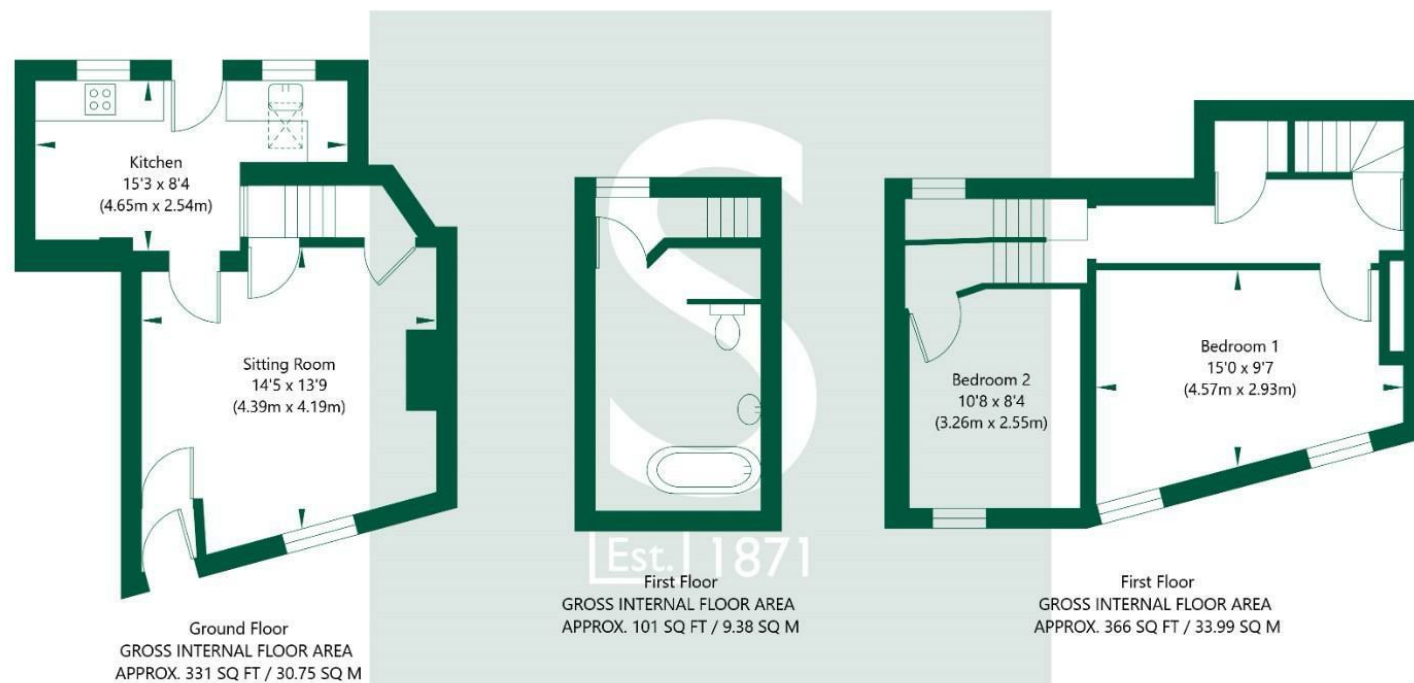 Kitchen
15'3 x 8'4
(4.65m x 2.54m)
Sitting Room
14'5 x 13'9
(4.39m x 4.19m)
Ground Floor
GROSS INTERNAL FLOOR AREA
APPROX. 331 SQ FT / 30.75 SQ M
S
Est. 1871
First Floor
GROSS INTERNAL FLOOR AREA
APPROX. 101 SQ FT / 9.38 SQ M
Bedroom 2
10'8 x 8'4
(3.26m x 2.55m)
Bedroom 1
15'0 x 9'7
(4.57m x 2.93m)
First Floor
GROSS INTERNAL FLOOR AREA
APPROX. 366 SQ FT / 33.99 SQ M